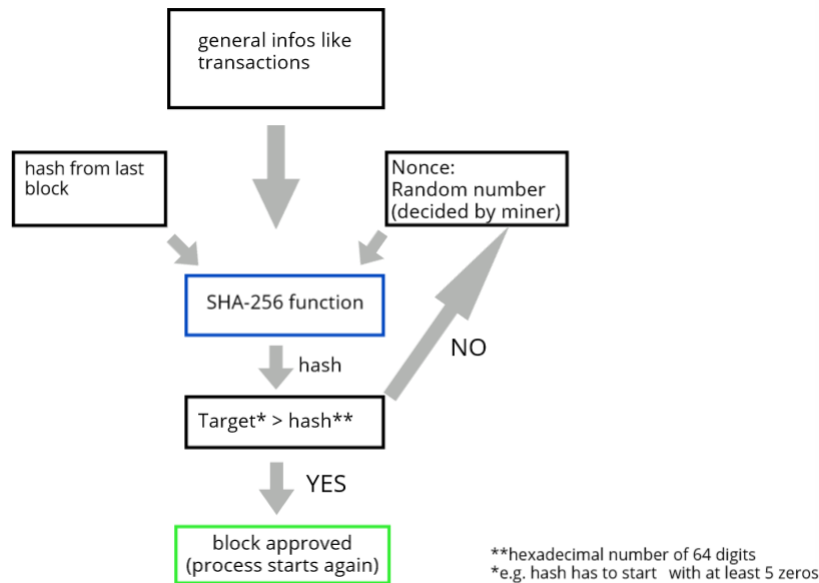 general infos like
transactions
hash from last
block
Nonce:
Random number
(decided by miner)
SHA-256 function
hash
NO
Target* > hash**
YES
block approved
(process starts again)
**hexadecimal number of 64 digits
*e.g. hash has to start with at least 5 zeros